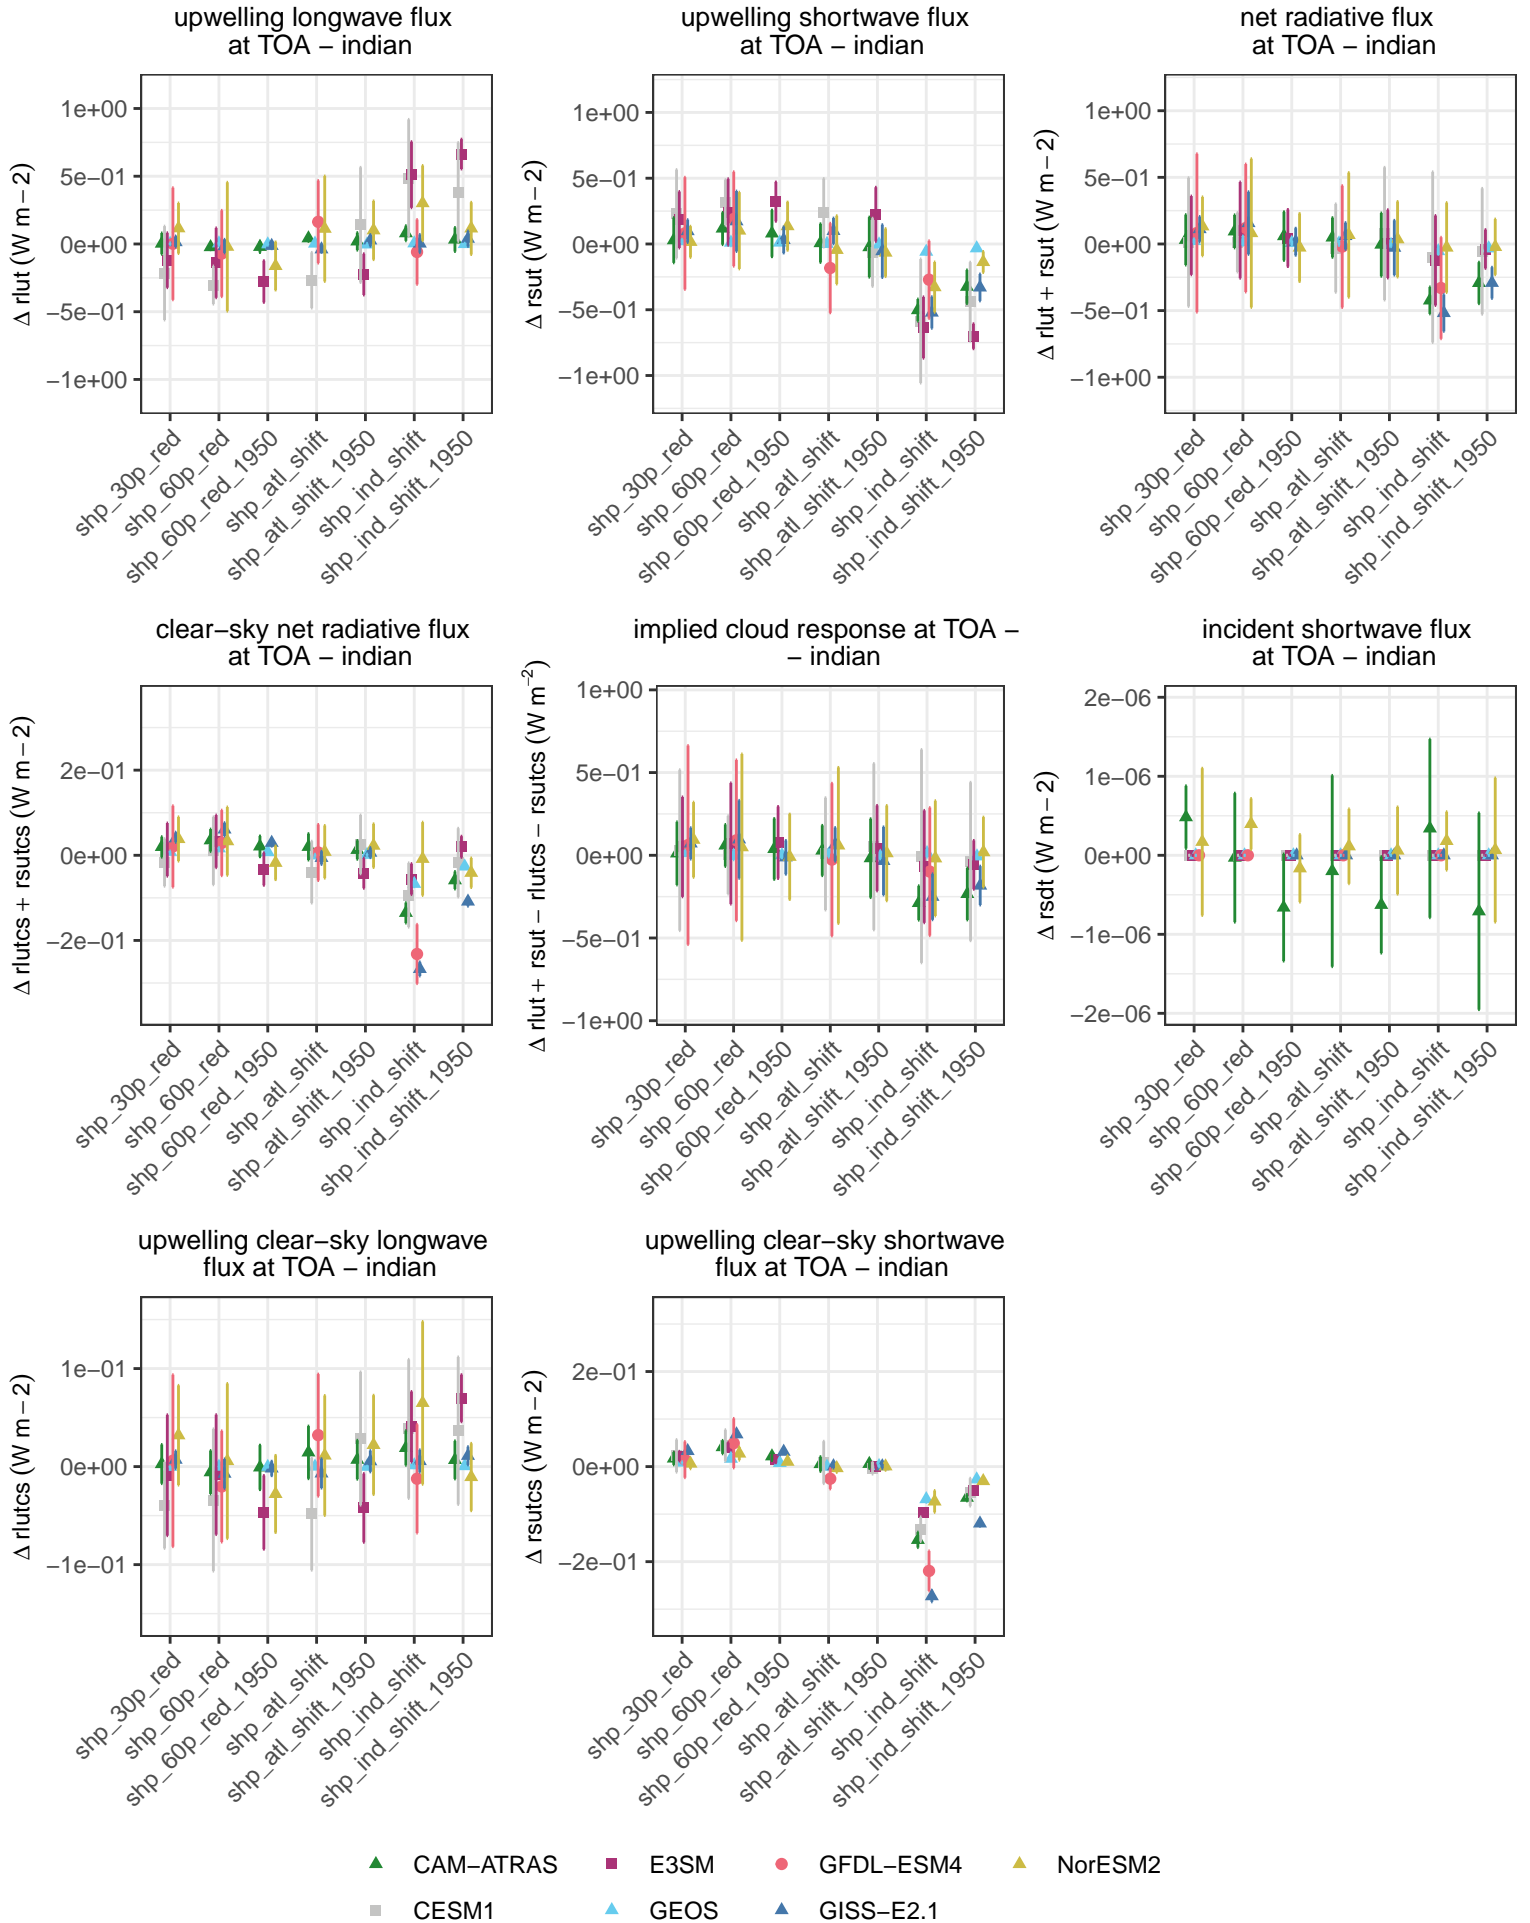 upwelling longwave flux
at TOA − indian
Δ rlut (W m−2)
1e+00
5e−01
0e+00
−5e−01
−1e+00
shp_30p_red
shp_60p_red
shp_60p_red_1950
shp_atl_shift
shp_atl_shift_1950
shp_ind_shift
shp_ind_shift_1950
upwelling shortwave flux
at TOA − indian
Δ rsut (W m−2)
1e+00
5e−01
0e+00
−5e−01
−1e+00
shp_30p_red
shp_60p_red
shp_60p_red_1950
shp_atl_shift
shp_atl_shift_1950
shp_ind_shift
shp_ind_shift_1950
net radiative flux
at TOA − indian
Δ rlut + rsut (W m−2)
1e+00
5e−01
0e+00
−5e−01
−1e+00
shp_30p_red
shp_60p_red
shp_60p_red_1950
shp_atl_shift
shp_atl_shift_1950
shp_ind_shift
shp_ind_shift_1950
clear−sky net radiative flux
at TOA − indian
Δ rlutcs + rsutcs (W m−2)
2e−01
0e+00
−2e−01
shp_30p_red
shp_60p_red
shp_60p_red_1950
shp_atl_shift
shp_atl_shift_1950
shp_ind_shift
shp_ind_shift_1950
implied cloud response at TOA −
− indian
Δ rlut + rsut − rlutcs − rsutcs (W m⁻²)
1e+00
5e−01
0e+00
−5e−01
−1e+00
shp_30p_red
shp_60p_red
shp_60p_red_1950
shp_atl_shift
shp_atl_shift_1950
shp_ind_shift
shp_ind_shift_1950
incident shortwave flux
at TOA − indian
Δ rsdt (W m−2)
2e−06
1e−06
0e+00
−1e−06
−2e−06
shp_30p_red
shp_60p_red
shp_60p_red_1950
shp_atl_shift
shp_atl_shift_1950
shp_ind_shift
shp_ind_shift_1950
upwelling clear−sky longwave
flux at TOA − indian
Δ rlutcs (W m−2)
1e−01
0e+00
−1e−01
shp_30p_red
shp_60p_red
shp_60p_red_1950
shp_atl_shift
shp_atl_shift_1950
shp_ind_shift
shp_ind_shift_1950
upwelling clear−sky shortwave
flux at TOA − indian
Δ rsutcs (W m−2)
2e−01
0e+00
−2e−01
shp_30p_red
shp_60p_red
shp_60p_red_1950
shp_atl_shift
shp_atl_shift_1950
shp_ind_shift
shp_ind_shift_1950
CAM−ATRAS
E3SM
GFDL−ESM4
NorESM2
CESM1
GEOS
GISS−E2.1